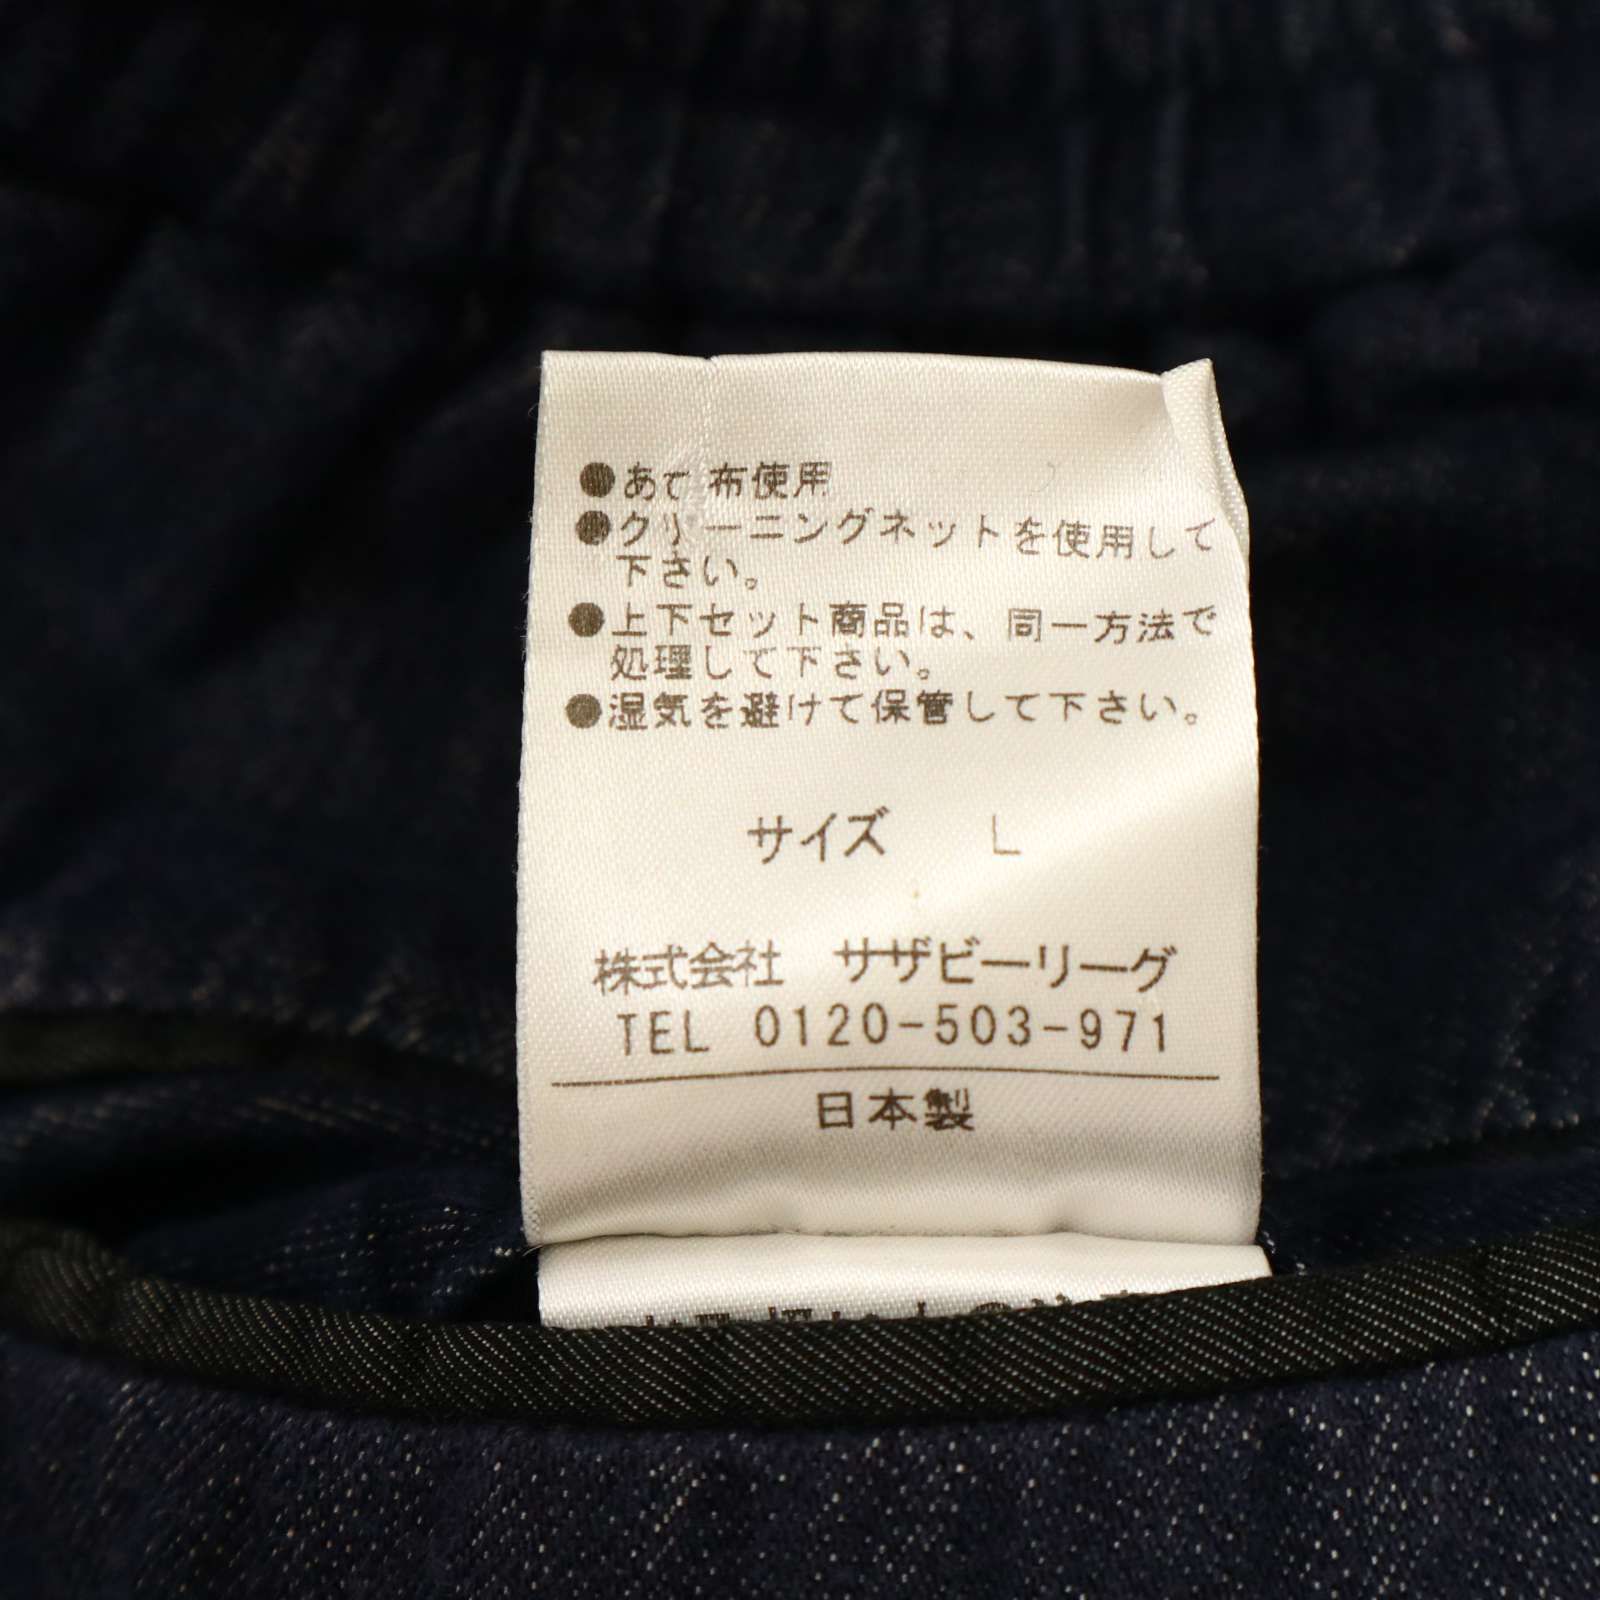 ●あて布使用
●クリーニングネットを使用して
下さい。
●上下セット商品は、同一方法で
処理して下さい。
●湿気を避けて保管して下さい。
サイズ L
株式会社 サザビーリーグ
TEL 0120-503-971
日本製